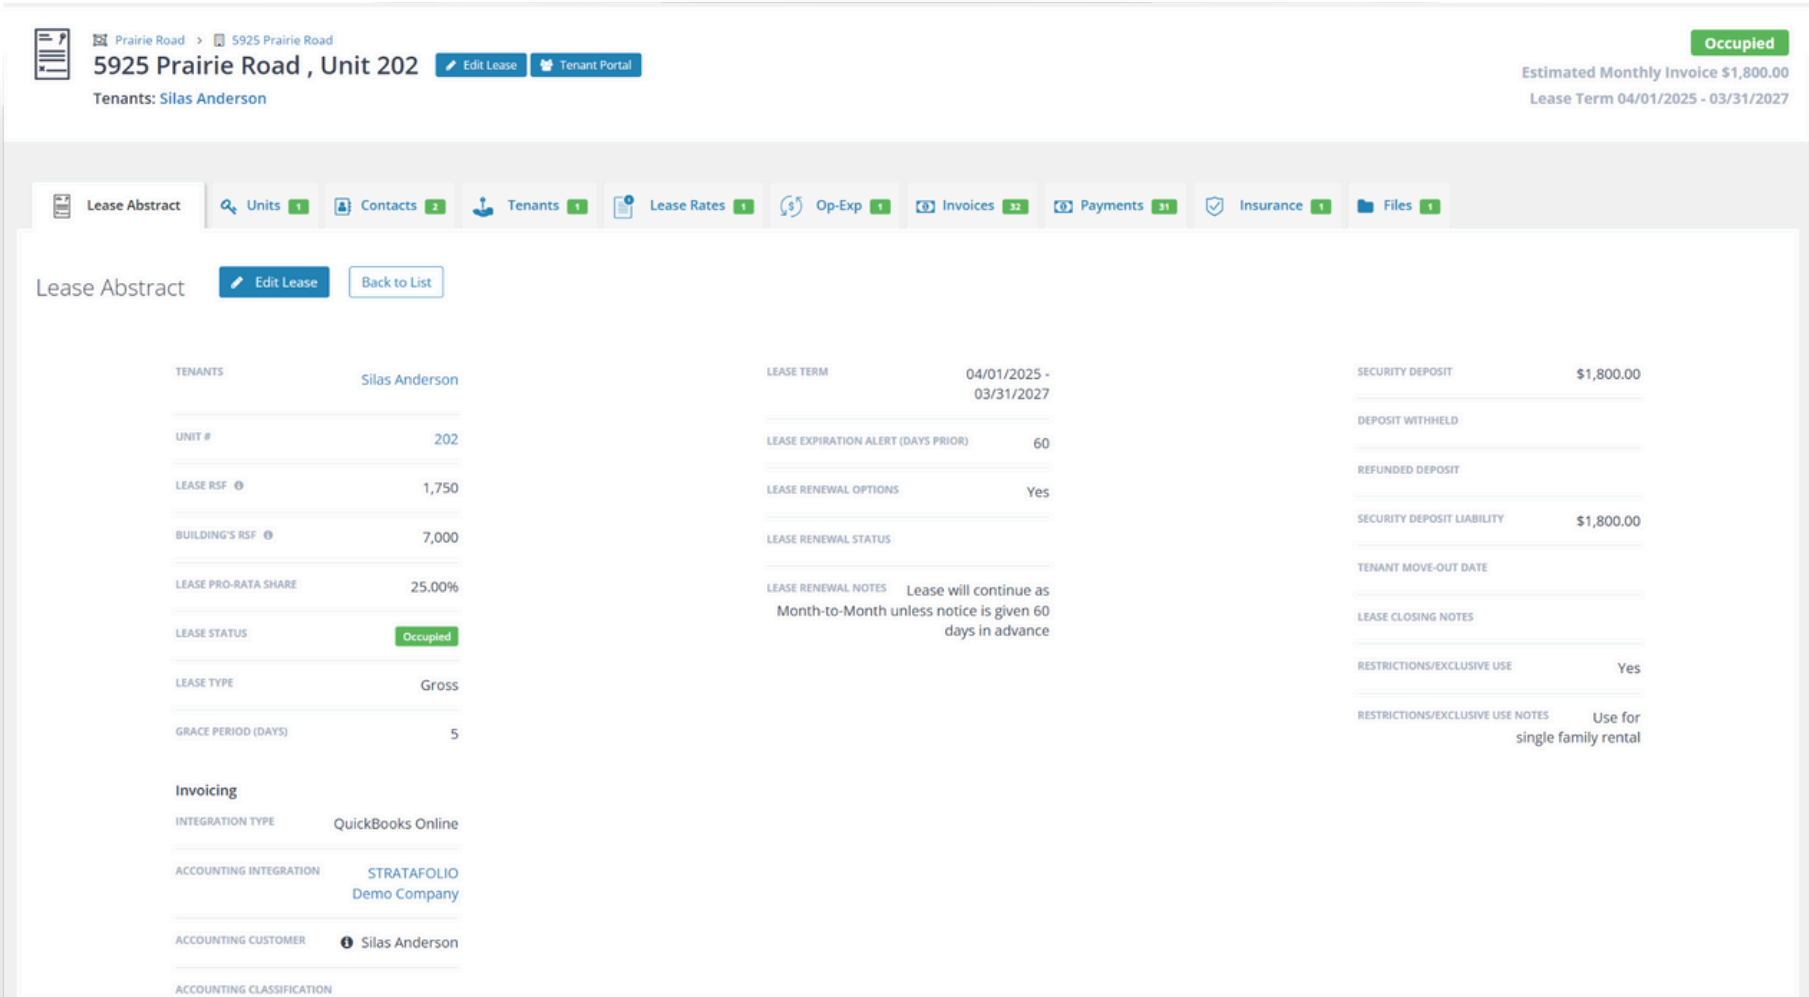 Prairie Road > 5925 Prairie Road
5925 Prairie Road , Unit 202 Edit Lease Tenant Portal
Tenants: Silas Anderson
Occupied
Estimated Monthly Invoice $1,800.00
Lease Term 04/01/2025 - 03/31/2027
Lease Abstract Units 1 Contacts 2 Tenants 1 Lease Rates 1 Op-Exp 1 Invoices 32 Payments 31 Insurance 1 Files 1
Lease Abstract Edit Lease Back to List
TENANTS Silas Anderson
UNIT # 202
LEASE RSF 1,750
BUILDING'S RSF 7,000
LEASE PRO-RATA SHARE 25.00%
LEASE STATUS Occupied
LEASE TYPE Gross
GRACE PERIOD (DAYS) 5
Invoicing
INTEGRATION TYPE QuickBooks Online
ACCOUNTING INTEGRATION STRATAFOLIO
Demo Company
ACCOUNTING CUSTOMER Silas Anderson
ACCOUNTING CLASSIFICATION
LEASE TERM 04/01/2025 -
03/31/2027
LEASE EXPIRATION ALERT (DAYS PRIOR) 60
LEASE RENEWAL OPTIONS Yes
LEASE RENEWAL STATUS
LEASE RENEWAL NOTES Lease will continue as
Month-to-Month unless notice is given 60
days in advance
SECURITY DEPOSIT $1,800.00
DEPOSIT WITHHELD
REFUNDED DEPOSIT
SECURITY DEPOSIT LIABILITY $1,800.00
TENANT MOVE-OUT DATE
LEASE CLOSING NOTES
RESTRICTIONS/EXCLUSIVE USE Yes
RESTRICTIONS/EXCLUSIVE USE NOTES Use for
single family rental